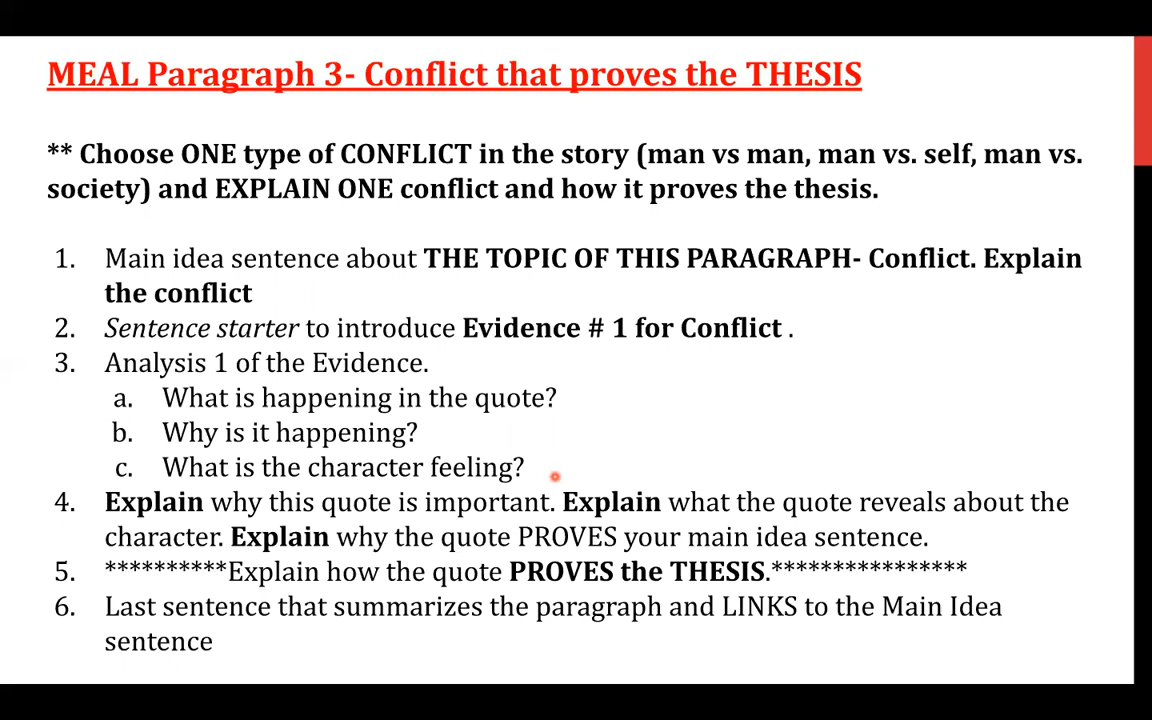 MEAL Paragraph 3- Conflict that proves the THESIS
** Choose ONE type of CONFLICT in the story (man vs man, man vs. self, man vs.
society) and EXPLAIN ONE conflict and how it proves the thesis.
1. Main idea sentence about THE TOPIC OF THIS PARAGRAPH- Conflict. Explain
the conflict
2. Sentence starter to introduce Evidence # 1 for Conflict .
3. Analysis 1 of the Evidence.
a. What is happening in the quote?
b. Why is it happening?
c. What is the character feeling?
4. Explain why this quote is important. Explain what the quote reveals about the
character. Explain why the quote PROVES your main idea sentence.
5. **********Explain how the quote PROVES the THESIS.****************
6. Last sentence that summarizes the paragraph and LINKS to the Main Idea
sentence